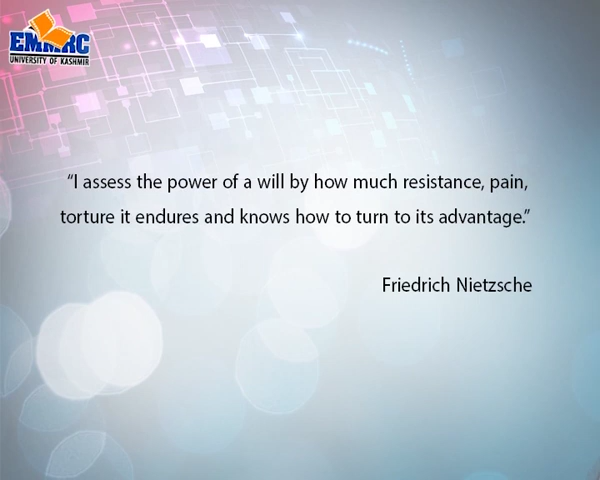 EMMRC
UNIVERSITY OF KASHMIR
“I assess the power of a will by how much resistance, pain,
torture it endures and knows how to turn to its advantage.”
Friedrich Nietzsche